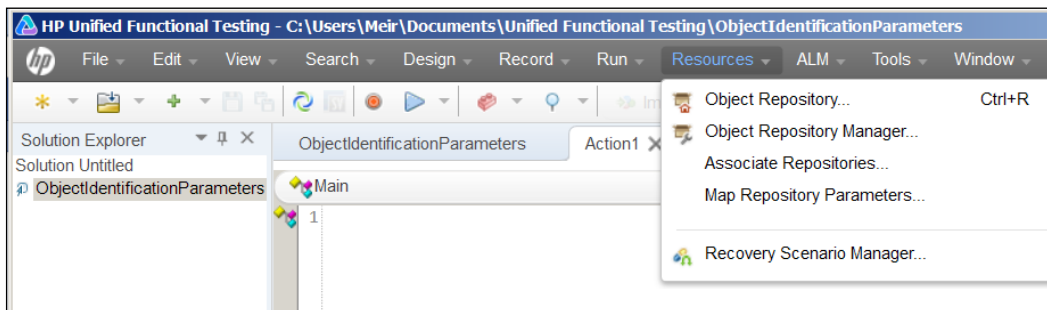 HP Unified Functional Testing - C:\Users\Meir\Documents\Unified Functional Testing\ObjectIdentificationParameters
hp File Edit View Search Design Record Run Resources ALM Tools Window
Im
Object Repository... Ctrl+R
Object Repository Manager...
Associate Repositories...
Map Repository Parameters...
Recovery Scenario Manager...
Solution Explorer
Solution Untitled
ObjectIdentificationParameters
ObjectIdentificationParameters Action1
Main
1